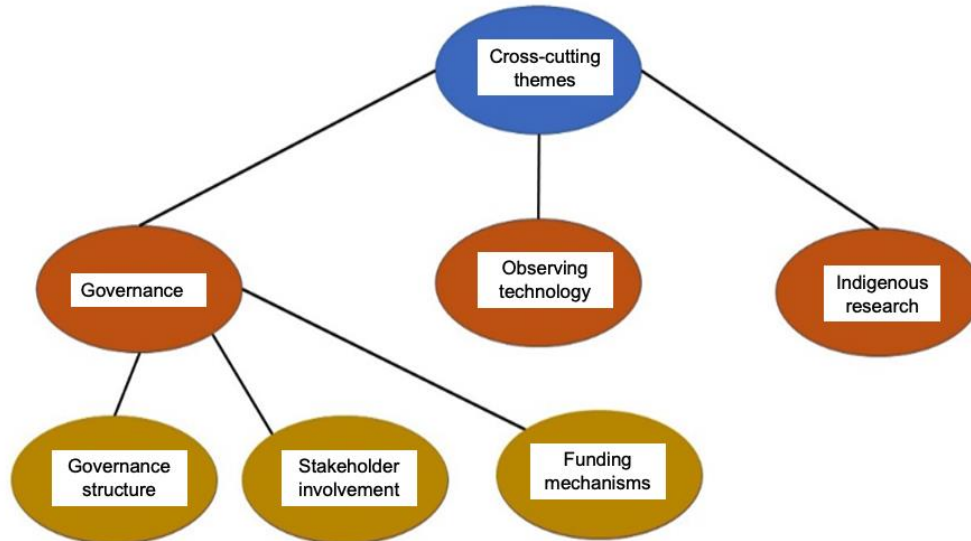 Cross-cutting
themes
Governance
Observing
technology
Indigenous
research
Governance
structure
Stakeholder
involvement
Funding
mechanisms